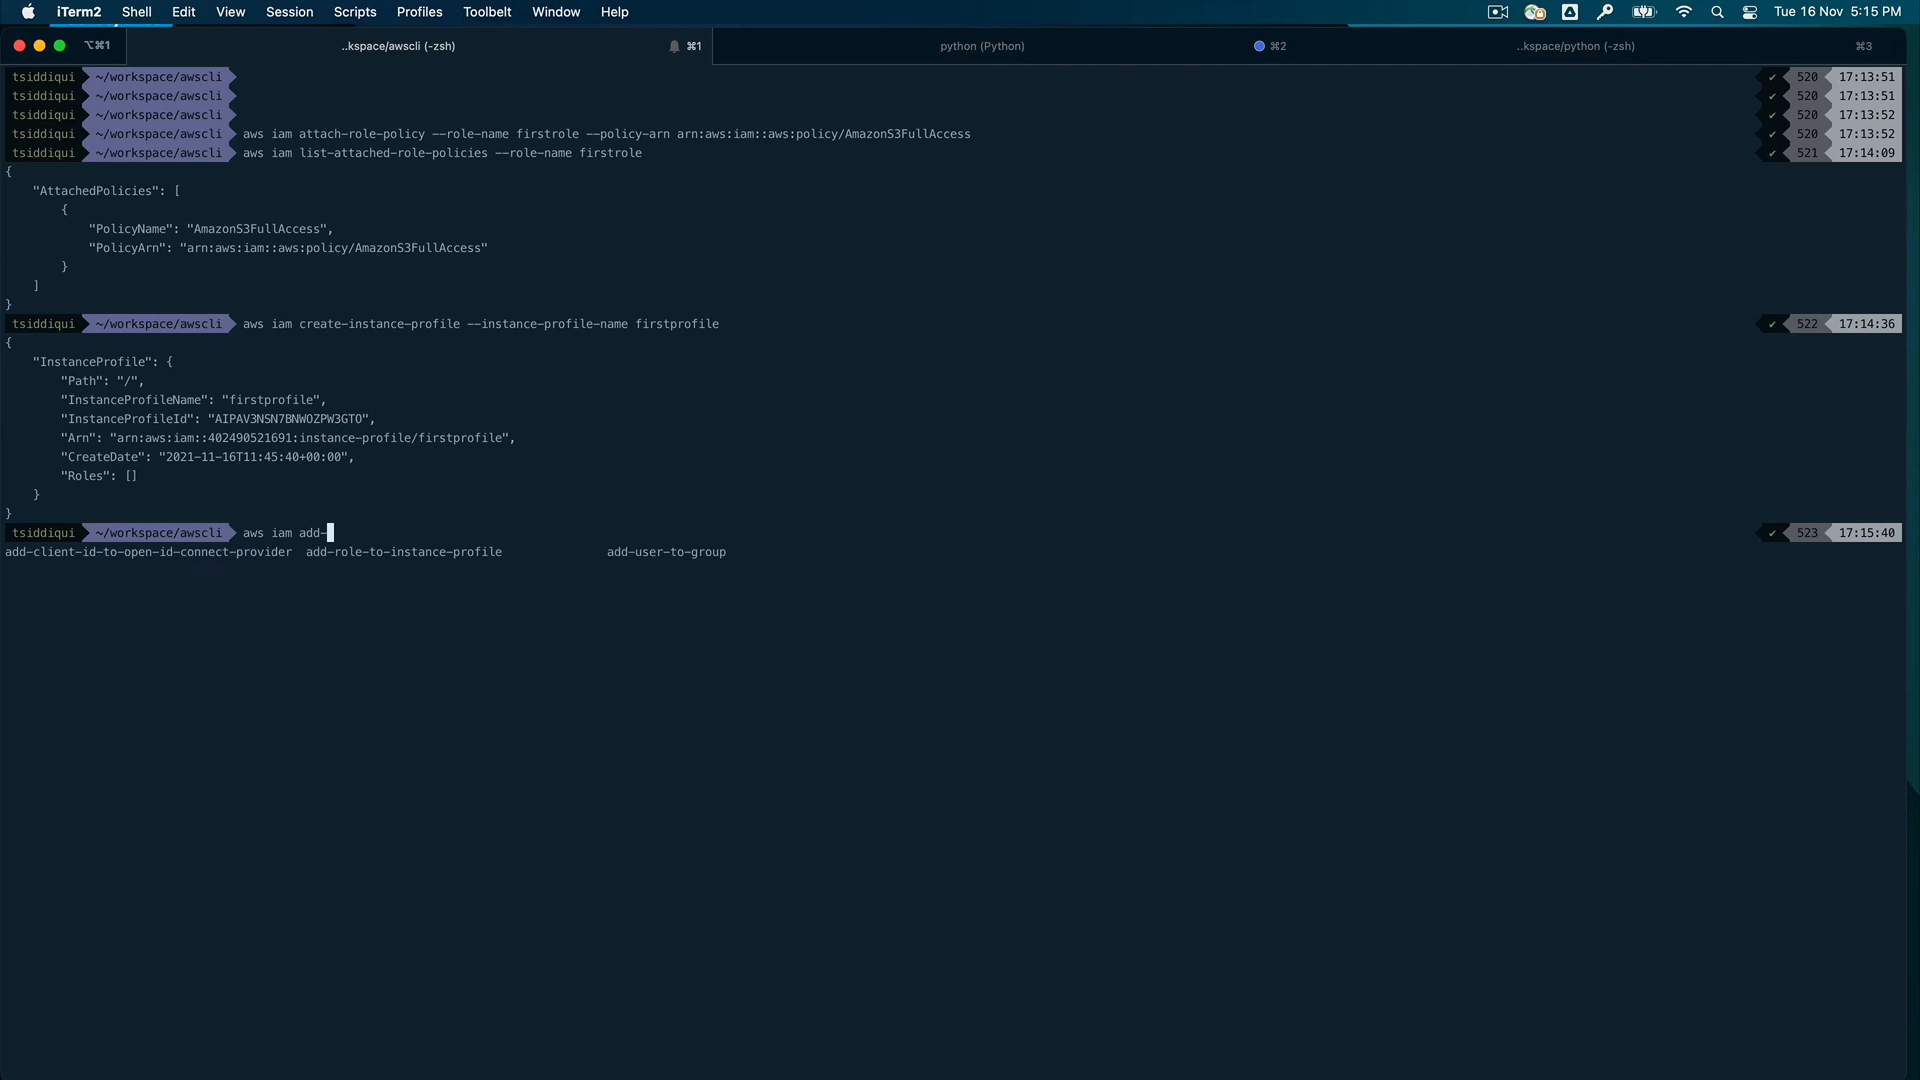 iTerm2 Shell Edit View Session Scripts Profiles Toolbelt Window Help Tue 16 Nov 5:15 PM
⌥⌘1 ..kspace/awscli (-zsh) ⌘1 python (Python) ⌘2 ..kspace/python (-zsh) ⌘3
tsiddiqui ~/workspace/awscli ✔ 520 17:13:51
tsiddiqui ~/workspace/awscli ✔ 520 17:13:51
tsiddiqui ~/workspace/awscli ✔ 520 17:13:52
tsiddiqui ~/workspace/awscli aws iam attach-role-policy --role-name firstrole --policy-arn arn:aws:iam::aws:policy/AmazonS3FullAccess ✔ 520 17:13:52
tsiddiqui ~/workspace/awscli aws iam list-attached-role-policies --role-name firstrole ✔ 521 17:14:09
{
"AttachedPolicies": [
{
"PolicyName": "AmazonS3FullAccess",
"PolicyArn": "arn:aws:iam::aws:policy/AmazonS3FullAccess"
}
]
}
tsiddiqui ~/workspace/awscli aws iam create-instance-profile --instance-profile-name firstprofile ✔ 522 17:14:36
{
"InstanceProfile": {
"Path": "/",
"InstanceProfileName": "firstprofile",
"InstanceProfileId": "AIPAV3NSN7BNWOZPW3GTO",
"Arn": "arn:aws:iam::402490521691:instance-profile/firstprofile",
"CreateDate": "2021-11-16T11:45:40+00:00",
"Roles": []
}
}
tsiddiqui ~/workspace/awscli aws iam add- ✔ 523 17:15:40
add-client-id-to-open-id-connect-provider add-role-to-instance-profile add-user-to-group